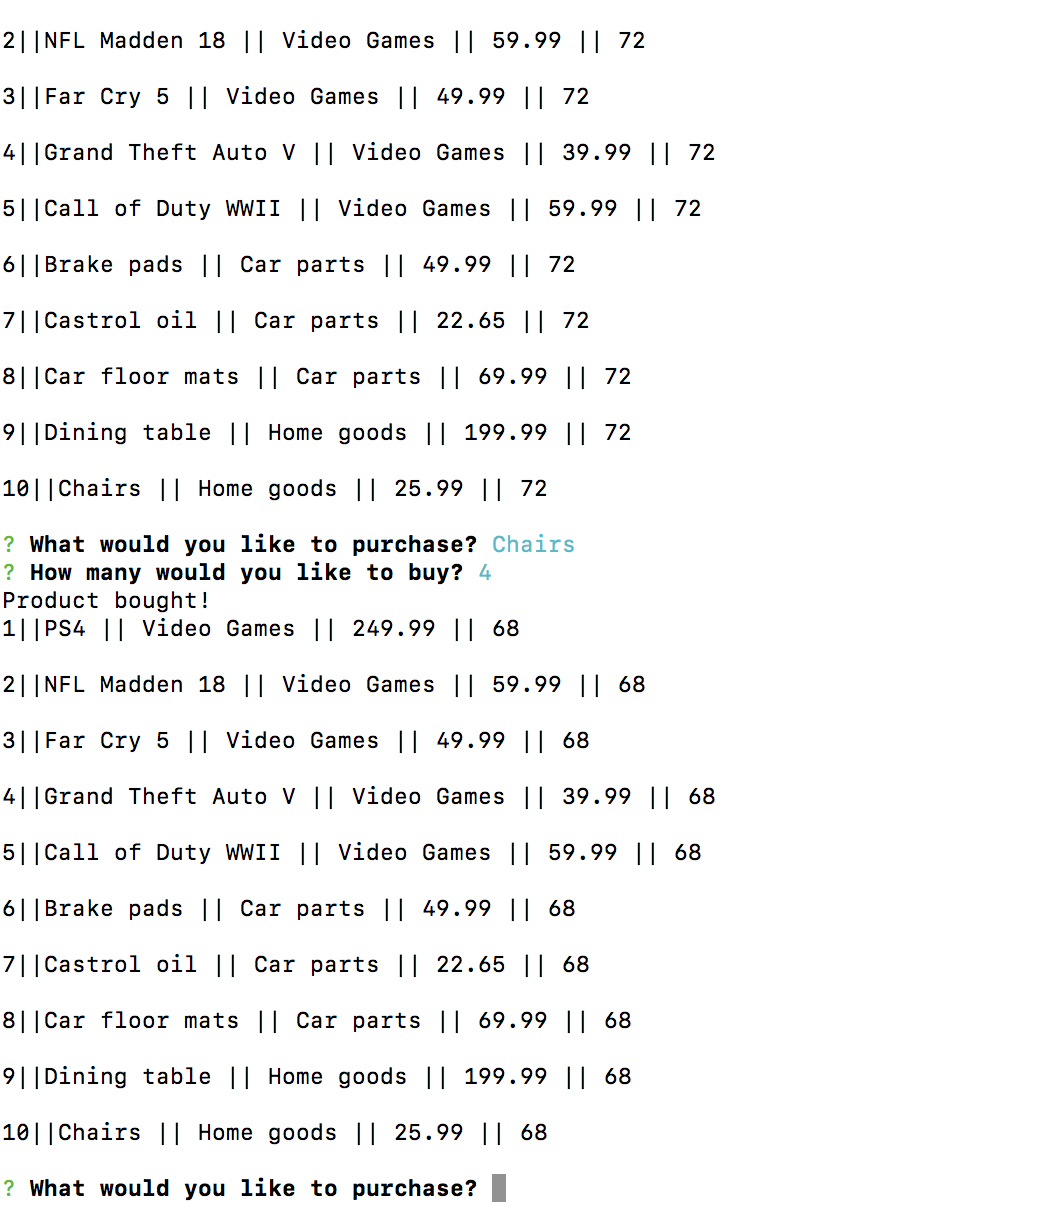 2||NFL Madden 18 || Video Games || 59.99 || 72
3||Far Cry 5 || Video Games || 49.99 || 72
4||Grand Theft Auto V || Video Games || 39.99 || 72
5||Call of Duty WWII || Video Games || 59.99 || 72
6||Brake pads || Car parts || 49.99 || 72
7||Castrol oil || Car parts || 22.65 || 72
8||Car floor mats || Car parts || 69.99 || 72
9||Dining table || Home goods || 199.99 || 72
10||Chairs || Home goods || 25.99 || 72
? What would you like to purchase? Chairs
? How many would you like to buy? 4
Product bought!
1||PS4 || Video Games || 249.99 || 68
2||NFL Madden 18 || Video Games || 59.99 || 68
3||Far Cry 5 || Video Games || 49.99 || 68
4||Grand Theft Auto V || Video Games || 39.99 || 68
5||Call of Duty WWII || Video Games || 59.99 || 68
6||Brake pads || Car parts || 49.99 || 68
7||Castrol oil || Car parts || 22.65 || 68
8||Car floor mats || Car parts || 69.99 || 68
9||Dining table || Home goods || 199.99 || 68
10||Chairs || Home goods || 25.99 || 68
? What would you like to purchase?